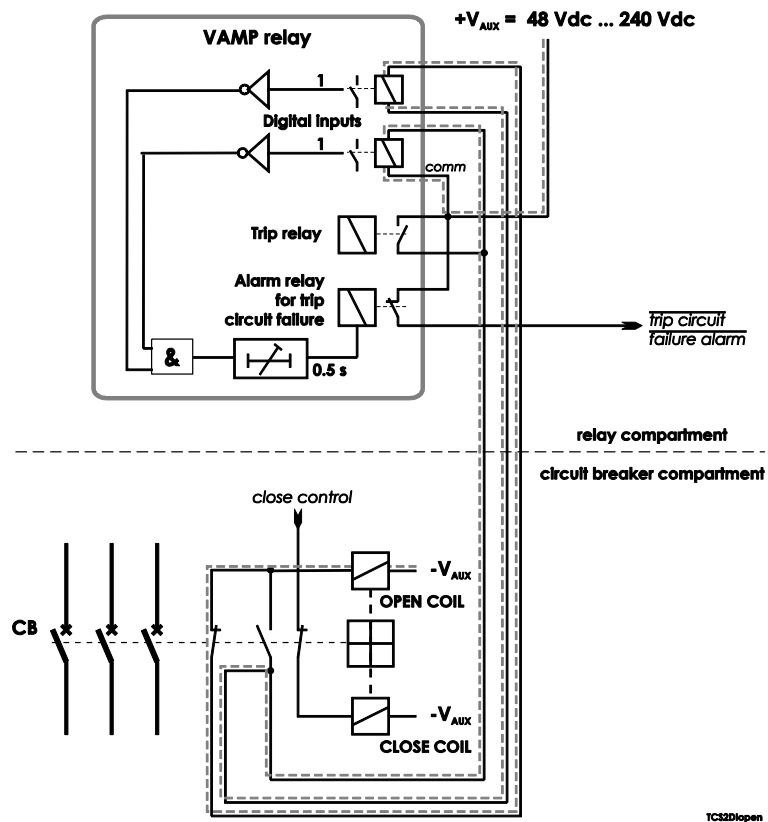 +VAUX = 48 Vdc ... 240 Vdc
VAMP relay
1
Digital inputs
1
comm
Trip relay
Alarm relay
for trip
circuit failure
&
0.5 s
trip circuit
failure alarm
relay compartment
circuit breaker compartment
close control
-VAUX
OPEN COIL
CB
-VAUX
CLOSE COIL
TCS2DIopen